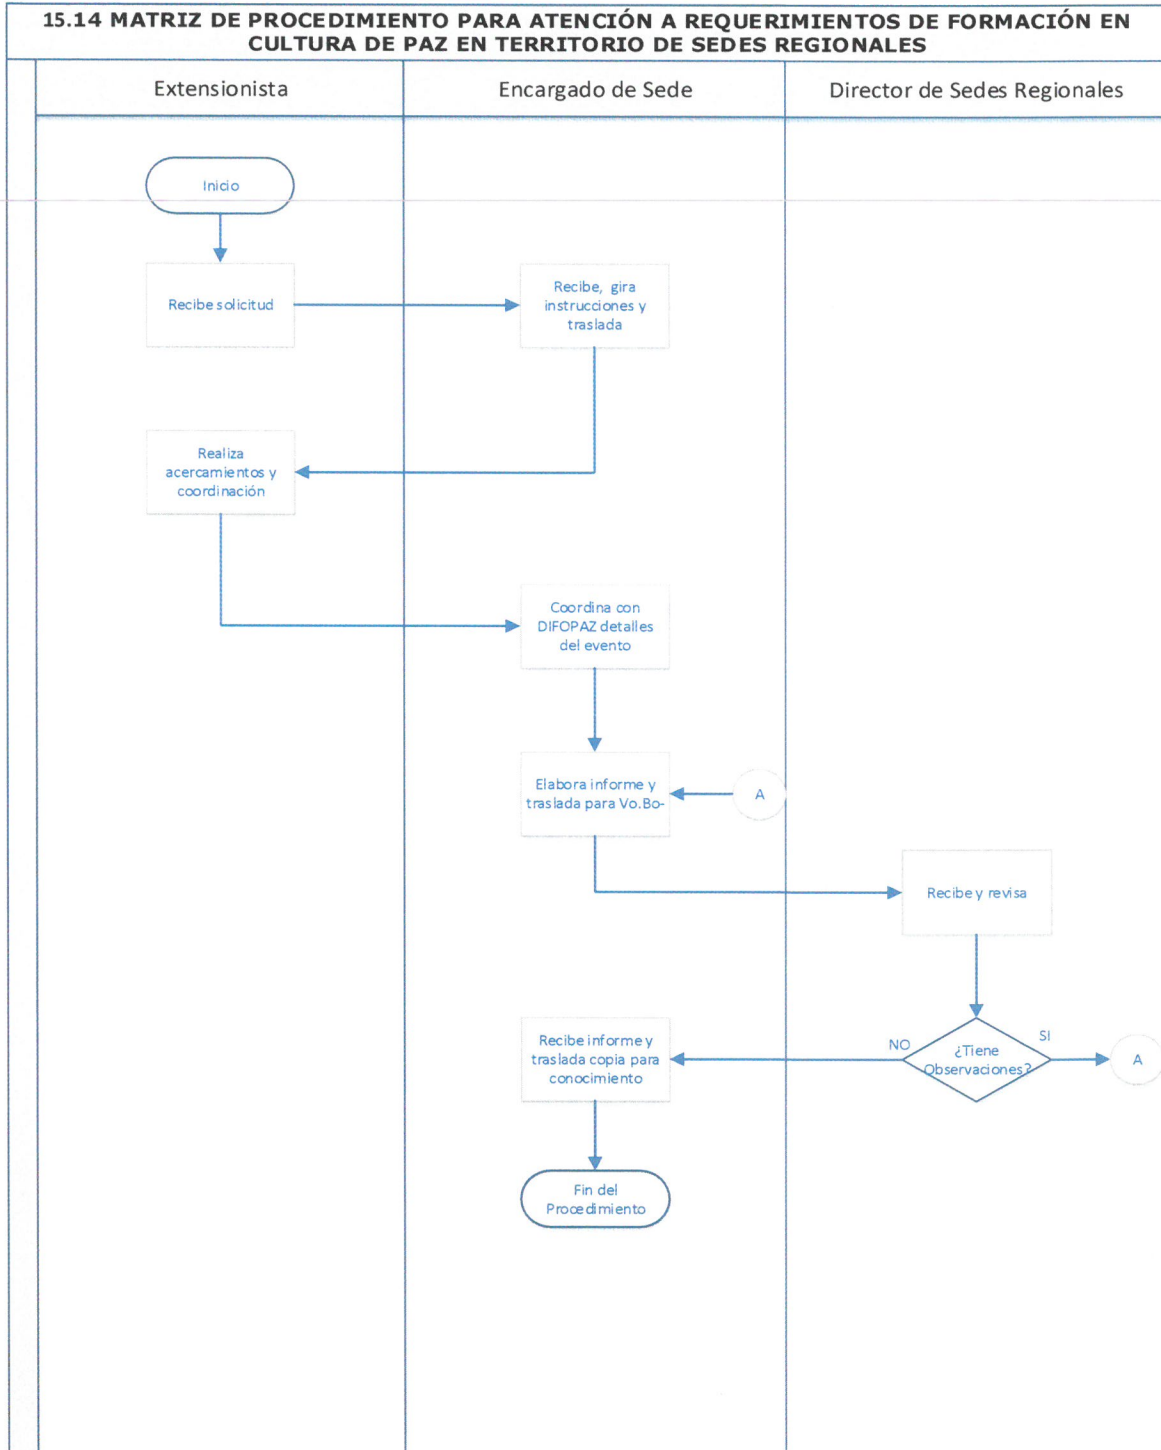 15.14 MATRIZ DE PROCEDIMIENTO PARA ATENCIÓN A REQUERIMIENTOS DE FORMACIÓN EN
CULTURA DE PAZ EN TERRITORIO DE SEDES REGIONALES
Extensionista
Encargado de Sede
Director de Sedes Regionales
Inicio
Recibe solicitud
Recibe, gira
instrucciones y
traslada
Realiza
acercamientos y
coordinación
Coordina con
DIFOPAZ detalles
del evento
Elabora informe y
traslada para Vo.Bo-
A
Recibe y revisa
Recibe informe y
traslada copia para
conocimiento
NO
¿Tiene
Observaciones?
SI
A
Fin del
Procedimiento